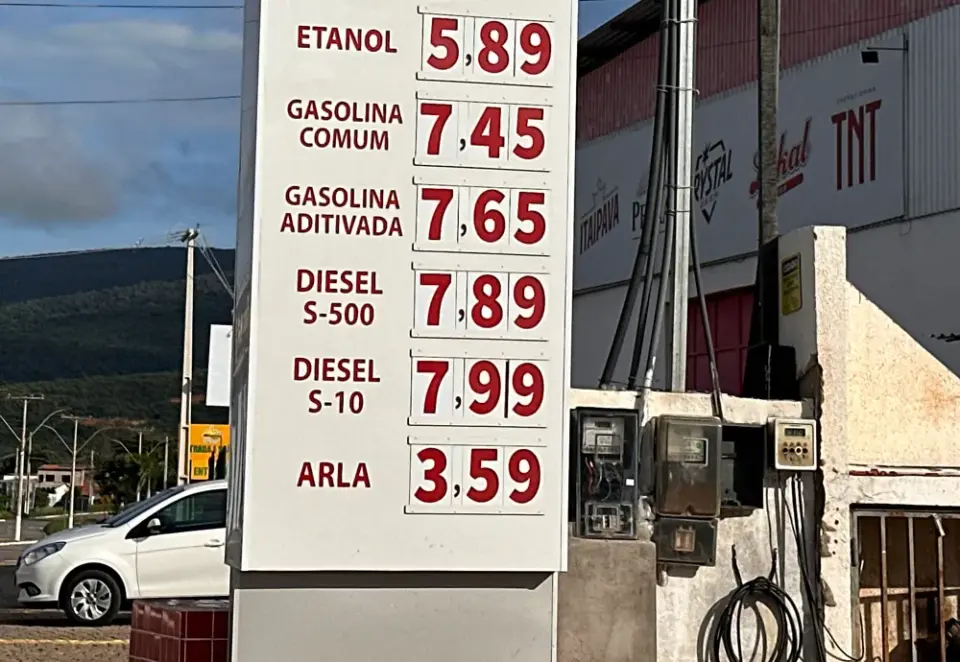 ETANOL 5,89
GASOLINA
COMUM 7,45
GASOLINA
ADITIVADA 7,65
DIESEL
S-500 7,89
DIESEL
S-10 7,99
ARLA 3,59
ITAIPAVA
CRYSTAL
TNT